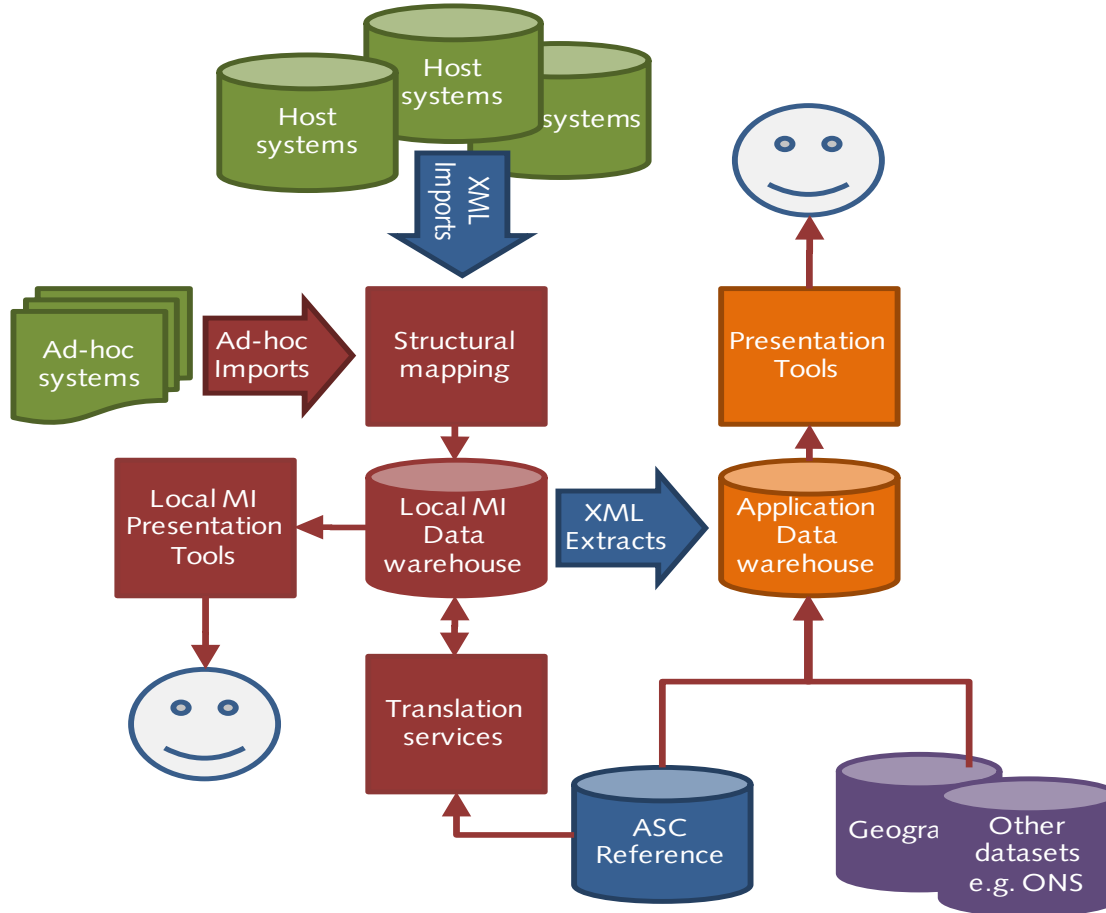 Host
systems
Host
systems
systems
XML
Imports
Ad-hoc
systems
Ad-hoc
Imports
Structural
mapping
Presentation
Tools
Local MI
Presentation
Tools
Local MI
Data
warehouse
XML
Extracts
Application
Data
warehouse
Translation
services
ASC
Reference
Geogra
Other
datasets
e.g. ONS